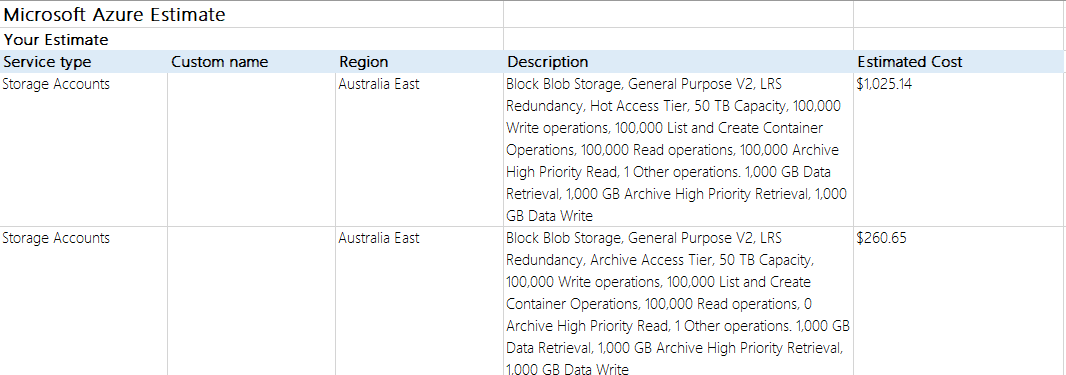 Microsoft Azure Estimate
Your Estimate
Service type Custom name Region Description Estimated Cost
Storage Accounts Australia East Block Blob Storage, General Purpose V2, LRS $1,025.14
Redundancy, Hot Access Tier, 50 TB Capacity, 100,000
Write operations, 100,000 List and Create Container
Operations, 100,000 Read operations, 100,000 Archive
High Priority Read, 1 Other operations. 1,000 GB Data
Retrieval, 1,000 GB Archive High Priority Retrieval, 1,000
GB Data Write
Storage Accounts Australia East Block Blob Storage, General Purpose V2, LRS $260.65
Redundancy, Archive Access Tier, 50 TB Capacity,
100,000 Write operations, 100,000 List and Create
Container Operations, 100,000 Read operations, 0
Archive High Priority Read, 1 Other operations. 1,000 GB
Data Retrieval, 1,000 GB Archive High Priority Retrieval,
1,000 GB Data Write